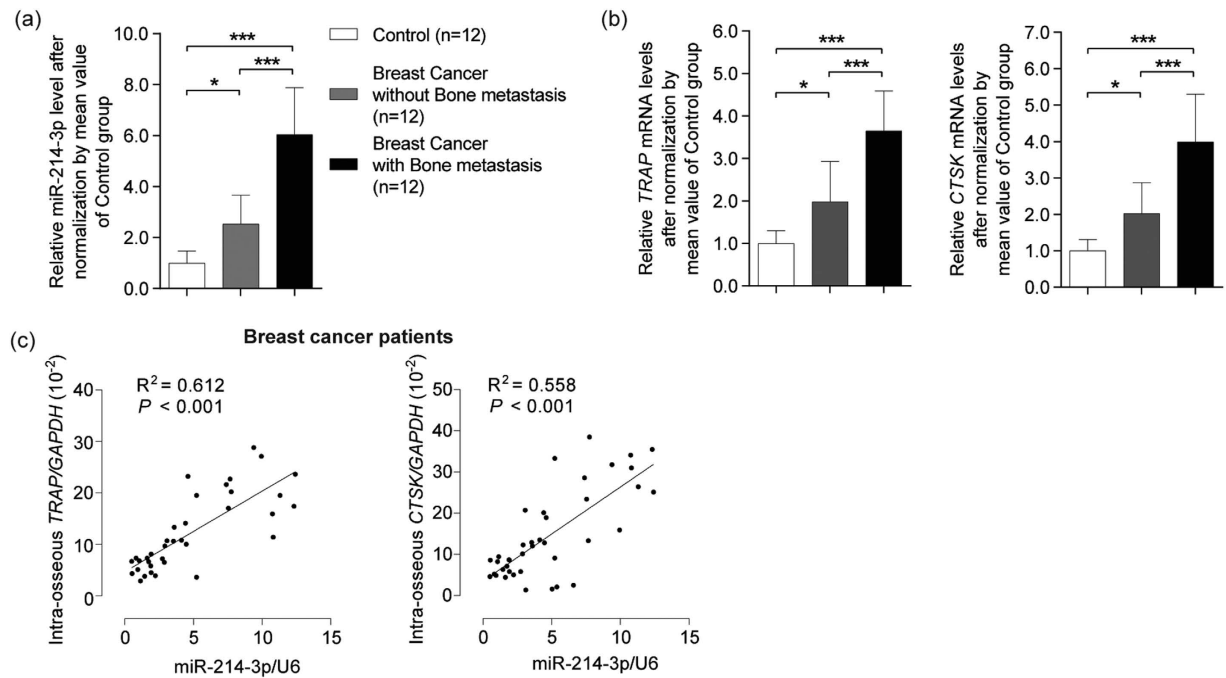 (a)
Relative miR-214-3p level after
normalization by mean value
of Control group
10.0
8.0
6.0
4.0
2.0
0.0
***
*
***
Control (n=12)
Breast Cancer
without Bone metastasis
(n=12)
Breast Cancer
with Bone metastasis
(n=12)
(b)
Relative TRAP mRNA levels
after normalization by
mean value of Control group
6.0
5.0
4.0
3.0
2.0
1.0
0.0
***
*
***
Relative CTSK mRNA levels
after normalization by
mean value of Control group
7.0
6.0
5.0
4.0
3.0
2.0
1.0
0.0
***
*
***
(c)
Breast cancer patients
Intra-osseous TRAP/GAPDH (10-2)
40
30
20
10
0
R2 = 0.612
P < 0.001
0 5 10 15
miR-214-3p/U6
Intra-osseous CTSK/GAPDH (10-2)
50
40
30
20
10
0
R2 = 0.558
P < 0.001
0 5 10 15
miR-214-3p/U6